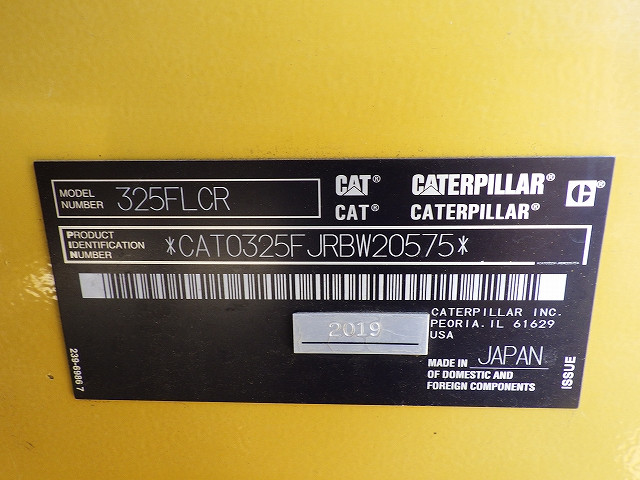 MODEL NUMBER 325FLCR
CAT® CATERPILLAR® C®
CAT® CATERPILLAR®
PRODUCT IDENTIFICATION NUMBER *CAT0325FJRBW20575*
CATERPILLAR INC.
PEORIA. IL 61629
USA
2019
MADE IN JAPAN
OF DOMESTIC AND
FOREIGN COMPONENTS
ISSUE
239-6986 7